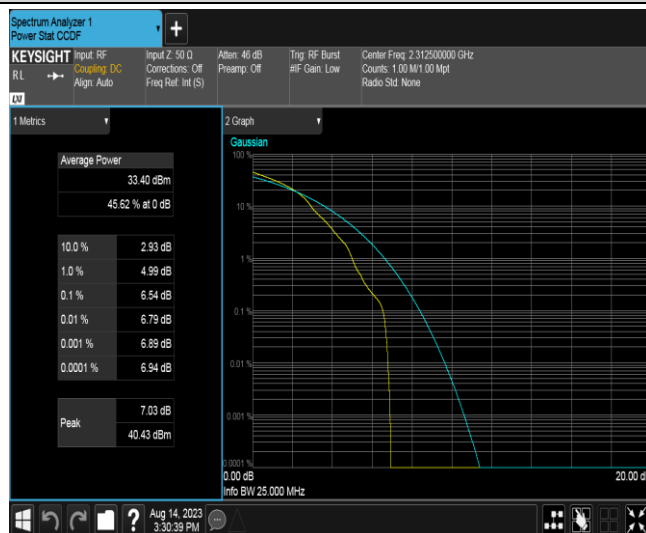 Spectrum Analyzer 1
Power Stat CCDF
+
KEYSIGHT
RL
LXI
Input: RF
Coupling: DC
Align: Auto
Input Z: 50 Ω
Corrections: Off
Freq Ref: Int (S)
Atten: 46 dB
Preamp: Off
Trig: RF Burst
#IF Gain: Low
Center Freq: 2.312500000 GHz
Counts: 1.00 M/1.00 Mpt
Radio Std: None
1 Metrics
Average Power
33.40 dBm
45.62 % at 0 dB
10.0 % 2.93 dB
1.0 % 4.99 dB
0.1 % 6.54 dB
0.01 % 6.79 dB
0.001 % 6.89 dB
0.0001 % 6.94 dB
Peak
7.03 dB
40.43 dBm
2 Graph
Gaussian
100 %
10 %
1 %
0.1 %
0.01 %
0.001 %
0.0001 %
0.00 dB
20.00 d
Info BW 25.000 MHz
?
Aug 14, 2023
3:30:39 PM